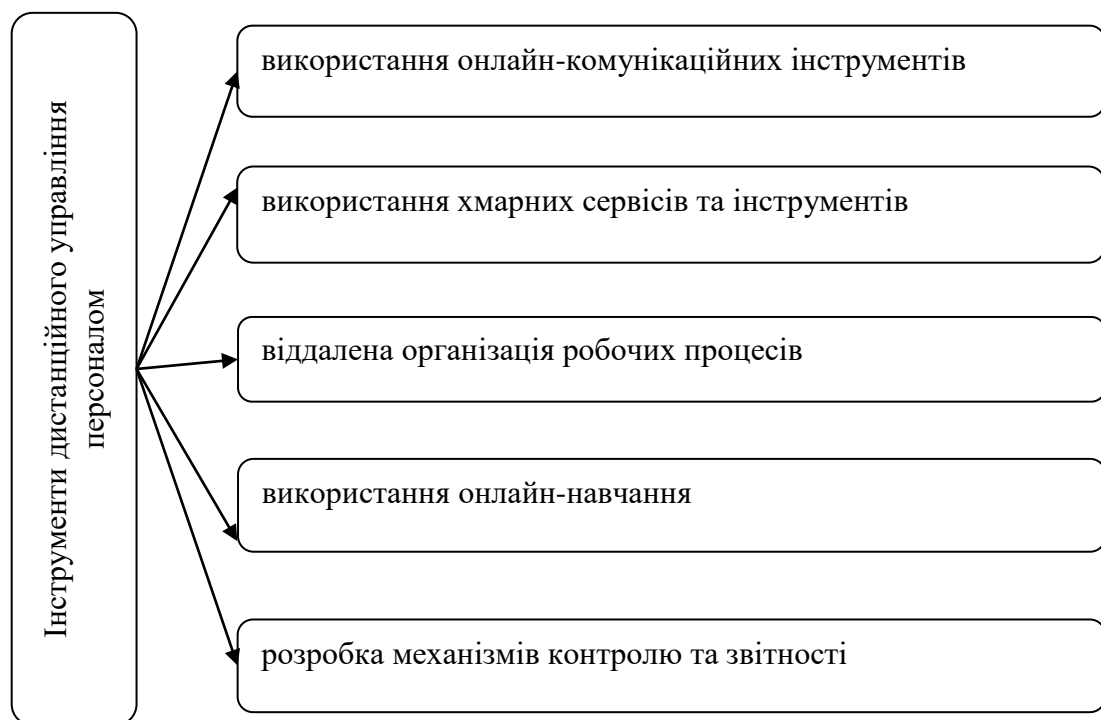 Інструменти дистанційного управління
персоналом
використання онлайн-комунікаційних інструментів
використання хмарних сервісів та інструментів
віддалена організація робочих процесів
використання онлайн-навчання
розробка механізмів контролю та звітності